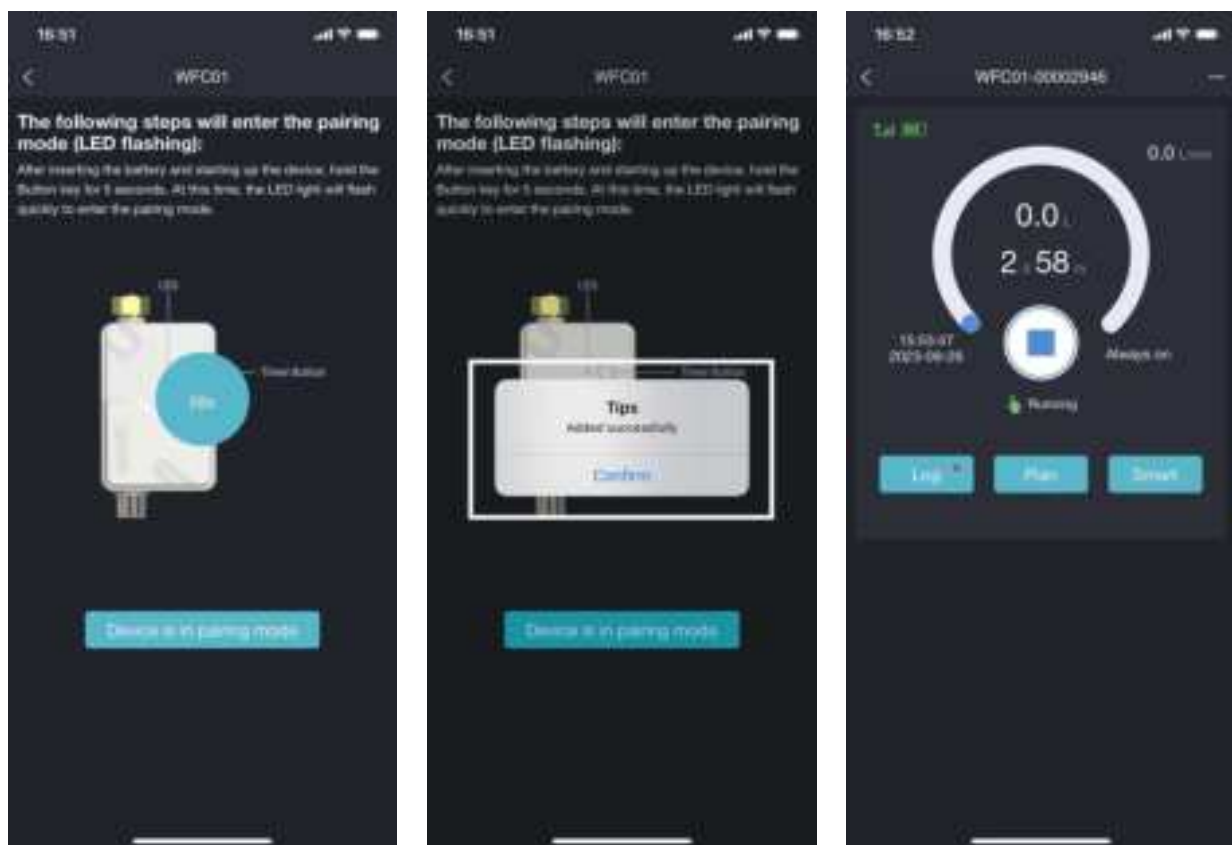 16:51
WFC01
The following steps will enter the pairing
mode (LED flashing):
After inserting the battery and starting up the device, hold the
Button key for 5 seconds. At this time, the LED light will flash
quickly to enter the pairing mode.
LED
Device is in pairing mode
16:51
WFC01
The following steps will enter the pairing
mode (LED flashing):
After inserting the battery and starting up the device, hold the
Button key for 5 seconds. At this time, the LED light will flash
quickly to enter the pairing mode.
LED
Tips
Added successfully
Confirm
Device is in pairing mode
16:52
WFC01-00002946
0.0 L/min
0.0 L
2 58
Always on
Running
Log
Plan
Smart